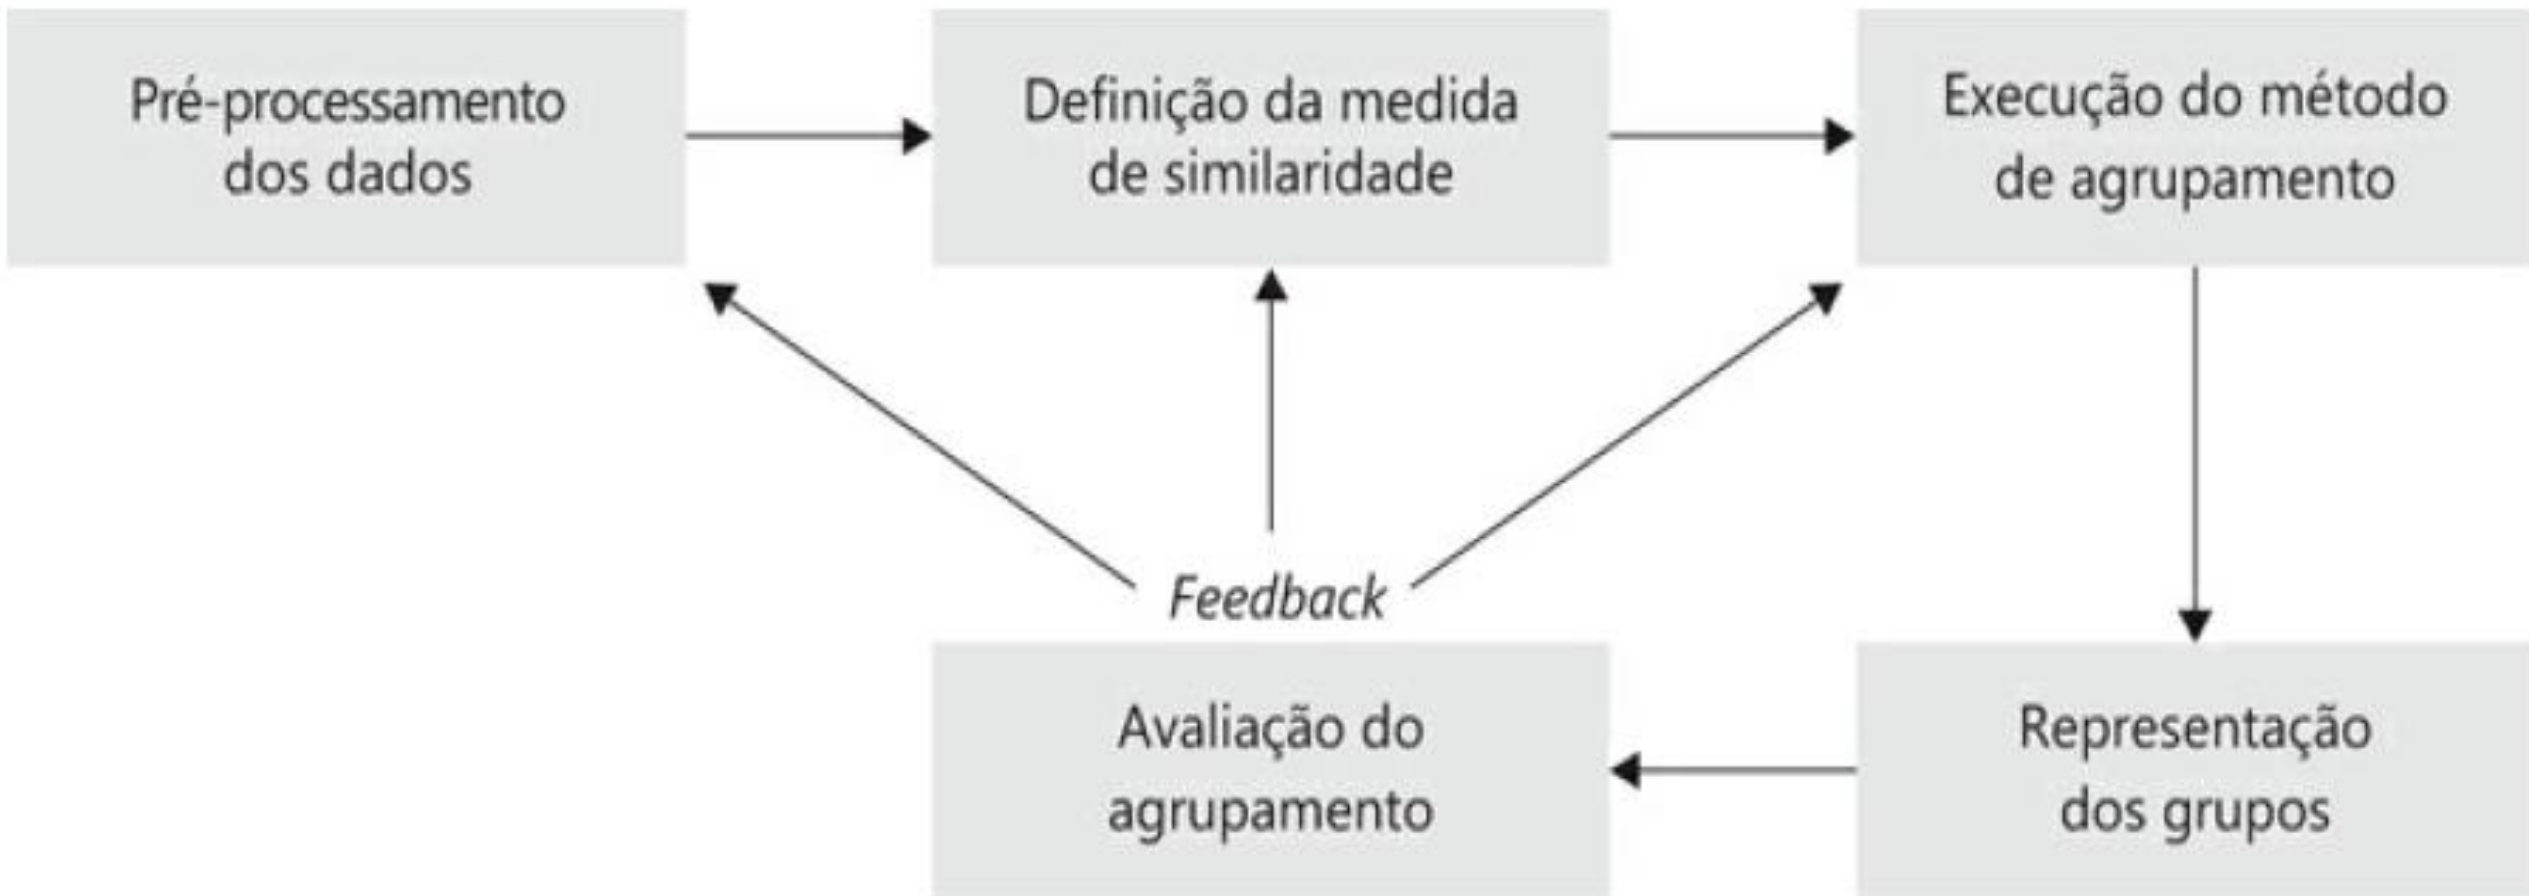 Pré-processamento
dos dados
Definição da medida
de similaridade
Execução do método
de agrupamento
Feedback
Avaliação do
agrupamento
Representação
dos grupos